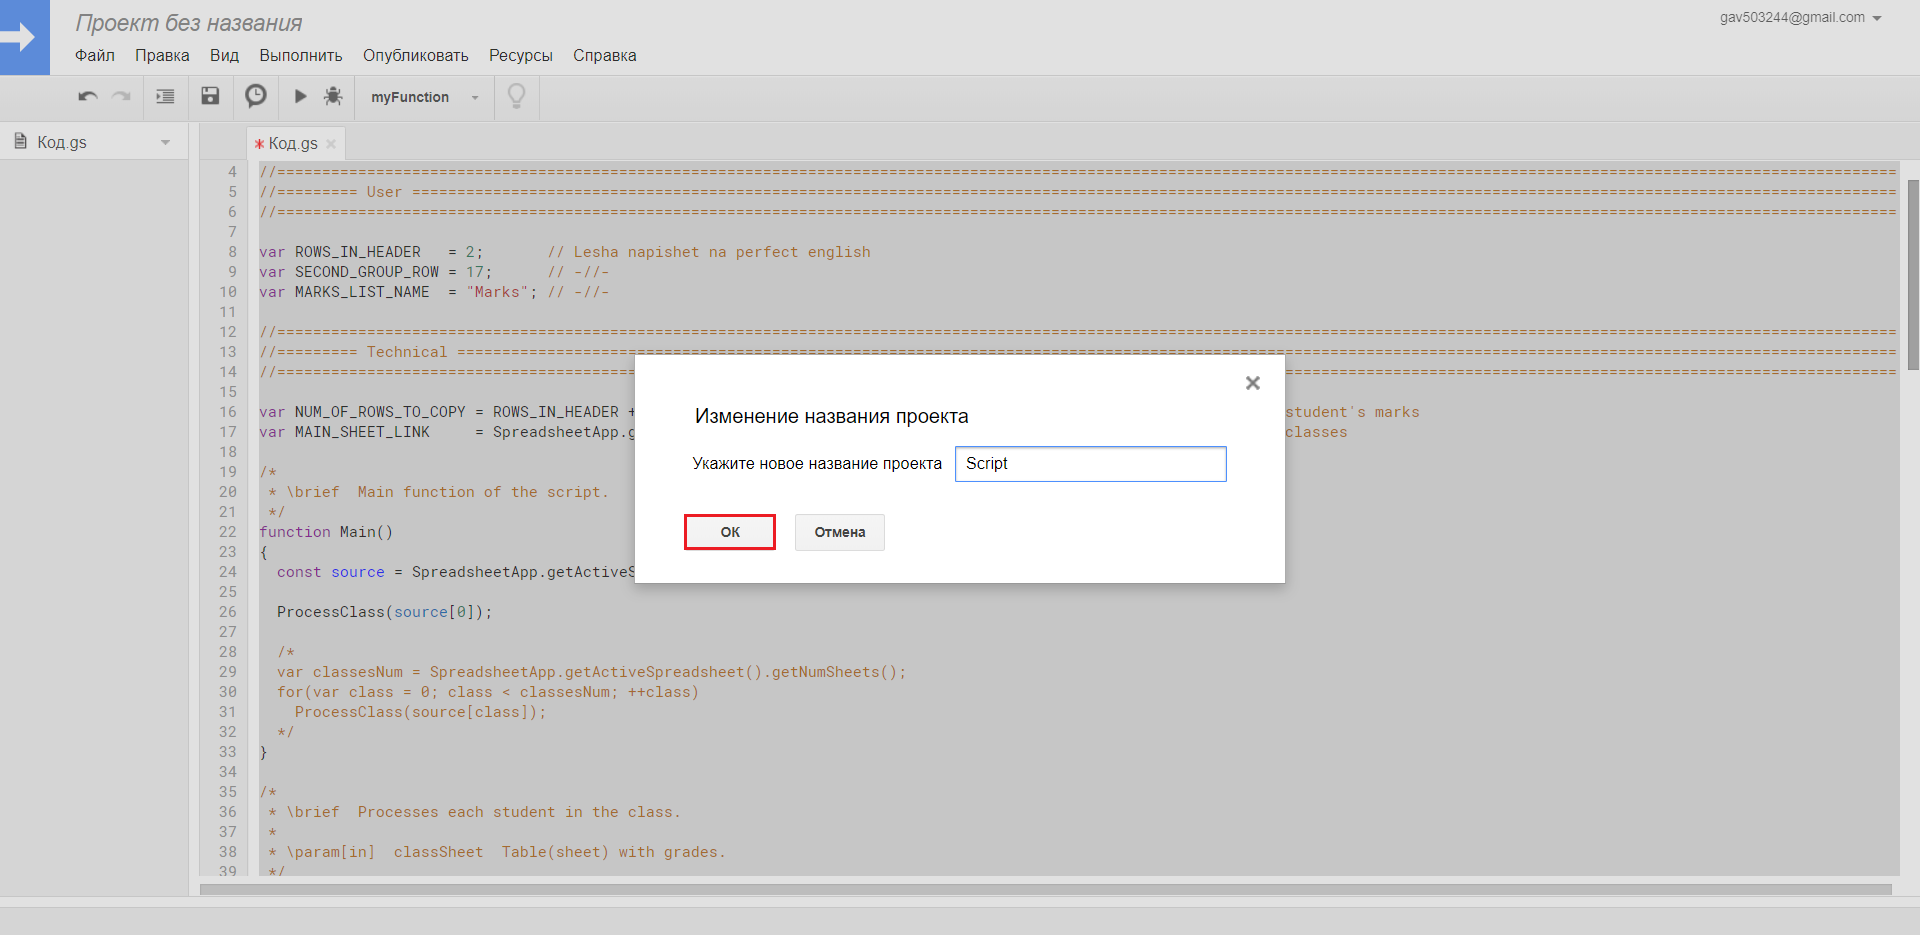 Проект без названия
gav503244@gmail.com
Файл Правка Вид Выполнить Опубликовать Ресурсы Справка
myFunction
Код.gs
* Код.gs
4 //====================================================================================================
5 //========= User ====================================================================================================
6 //====================================================================================================
7
8 var ROWS_IN_HEADER   = 2;       // Lesha napishet na perfect english
9 var SECOND_GROUP_ROW = 17;      // -//-
10 var MARKS_LIST_NAME  = "Marks"; // -//-
11
12 //====================================================================================================
13 //========= Technical ====================================================================================================
14 //====================================================================================================
15
16 var NUM_OF_ROWS_TO_COPY = ROWS_IN_HEADER + student's marks
17 var MAIN_SHEET_LINK     = SpreadsheetApp.g classes
18
19 /*
20  * \brief  Main function of the script.
21  */
22 function Main()
23 {
24   const source = SpreadsheetApp.getActiveS
25
26   ProcessClass(source[0]);
27
28   /*
29   var classesNum = SpreadsheetApp.getActiveSpreadsheet().getNumSheets();
30   for(var class = 0; class < classesNum; ++class)
31     ProcessClass(source[class]);
32   */
33 }
34
35 /*
36  * \brief  Processes each student in the class.
37  *
38  * \param[in]  classSheet  Table(sheet) with grades.
39  */
Изменение названия проекта
Укажите новое название проекта Script
ОК Отмена